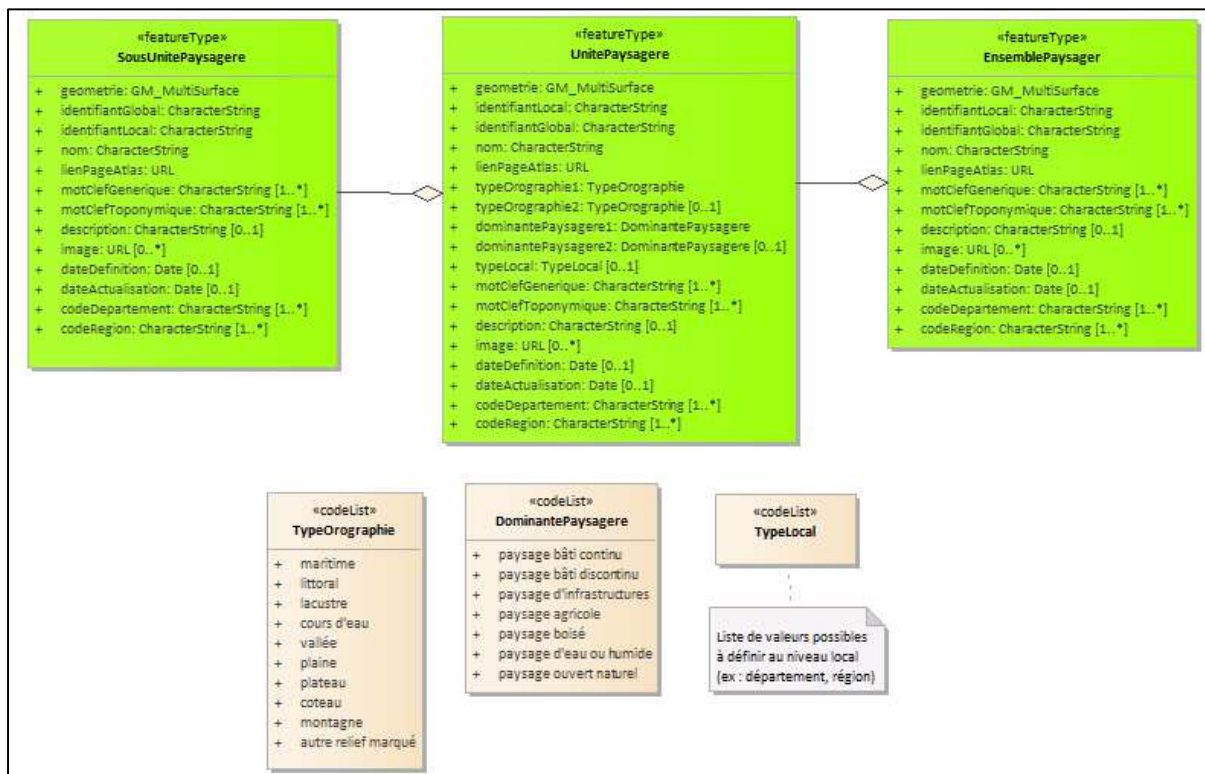 «featureType»
SousUnitePaysagere
+ geometrie: GM_MultiSurface
+ identifiantGlobal: CharacterString
+ identifiantLocal: CharacterString
+ nom: CharacterString
+ lienPageAtlas: URL
+ motClefGenerique: CharacterString [1..*]
+ motClefToponymique: CharacterString [1..*]
+ description: CharacterString [0..1]
+ image: URL [0..*]
+ dateDefinition: Date [0..1]
+ dateActualisation: Date [0..1]
+ codeDepartement: CharacterString [1..*]
+ codeRegion: CharacterString [1..*]
«featureType»
UnitePaysagere
+ geometrie: GM_MultiSurface
+ identifiantLocal: CharacterString
+ identifiantGlobal: CharacterString
+ nom: CharacterString
+ lienPageAtlas: URL
+ typeOrographie1: TypeOrographie
+ typeOrographie2: TypeOrographie [0..1]
+ dominantePaysagere1: DominantePaysagere
+ dominantePaysagere2: DominantePaysagere [0..1]
+ typeLocal: TypeLocal [0..1]
+ motClefGenerique: CharacterString [1..*]
+ motClefToponymique: CharacterString [1..*]
+ description: CharacterString [0..1]
+ image: URL [0..*]
+ dateDefinition: Date [0..1]
+ dateActualisation: Date [0..1]
+ codeDepartement: CharacterString [1..*]
+ codeRegion: CharacterString [1..*]
«featureType»
EnsemblePaysager
+ geometrie: GM_MultiSurface
+ identifiantLocal: CharacterString
+ identifiantGlobal: CharacterString
+ nom: CharacterString
+ lienPageAtlas: URL
+ motClefGenerique: CharacterString [1..*]
+ motClefToponymique: CharacterString [1..*]
+ description: CharacterString [0..1]
+ image: URL [0..*]
+ dateDefinition: Date [0..1]
+ dateActualisation: Date [0..1]
+ codeDepartement: CharacterString [1..*]
+ codeRegion: CharacterString [1..*]
«codeList»
TypeOrographie
+ maritime
+ littoral
+ lacustre
+ cours d'eau
+ vallée
+ plaine
+ plateau
+ coteau
+ montagne
+ autre relief marqué
«codeList»
DominantePaysagere
+ paysage bâti continu
+ paysage bâti discontinu
+ paysage d'infrastructures
+ paysage agricole
+ paysage boisé
+ paysage d'eau ou humide
+ paysage ouvert naturel
«codeList»
TypeLocal
Liste de valeurs possibles
à définir au niveau local
(ex : département, région)